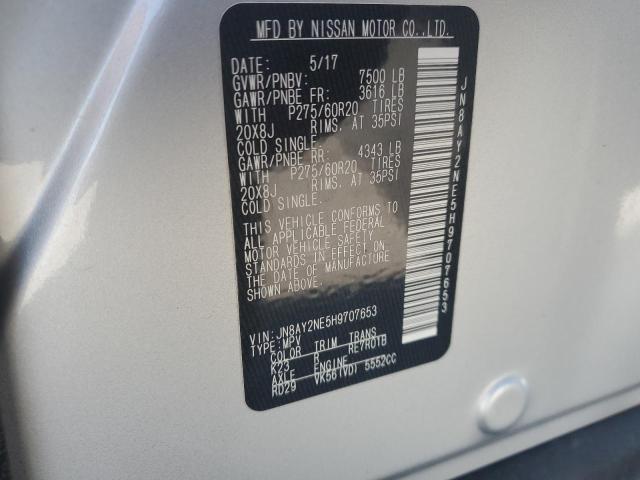 MFD BY NISSAN MOTOR CO.,LTD.
DATE: 5/17
GVWR/PNBV: 7500 LB
GAWR/PNBE FR: 3616 LB
WITH P275/60R20 TIRES
20X8J RIMS, AT 35PSI
COLD SINGLE.
GAWR/PNBE RR: 4343 LB
WITH P275/60R20 TIRES
20X8J RIMS, AT 35PSI
COLD SINGLE.
THIS VEHICLE CONFORMS TO
ALL APPLICABLE FEDERAL
MOTOR VEHICLE SAFETY
STANDARDS IN EFFECT ON
THE DATE OF MANUFACTURE
SHOWN ABOVE.
VIN: JN8AY2NE5H9707653
TYPE: MPV
COLOR TRIM TRANS
K23 R RE7R01B
AXLE ENGINE
RD29 VK56(VD) 5552CC
JN8AY2NE5H9707653